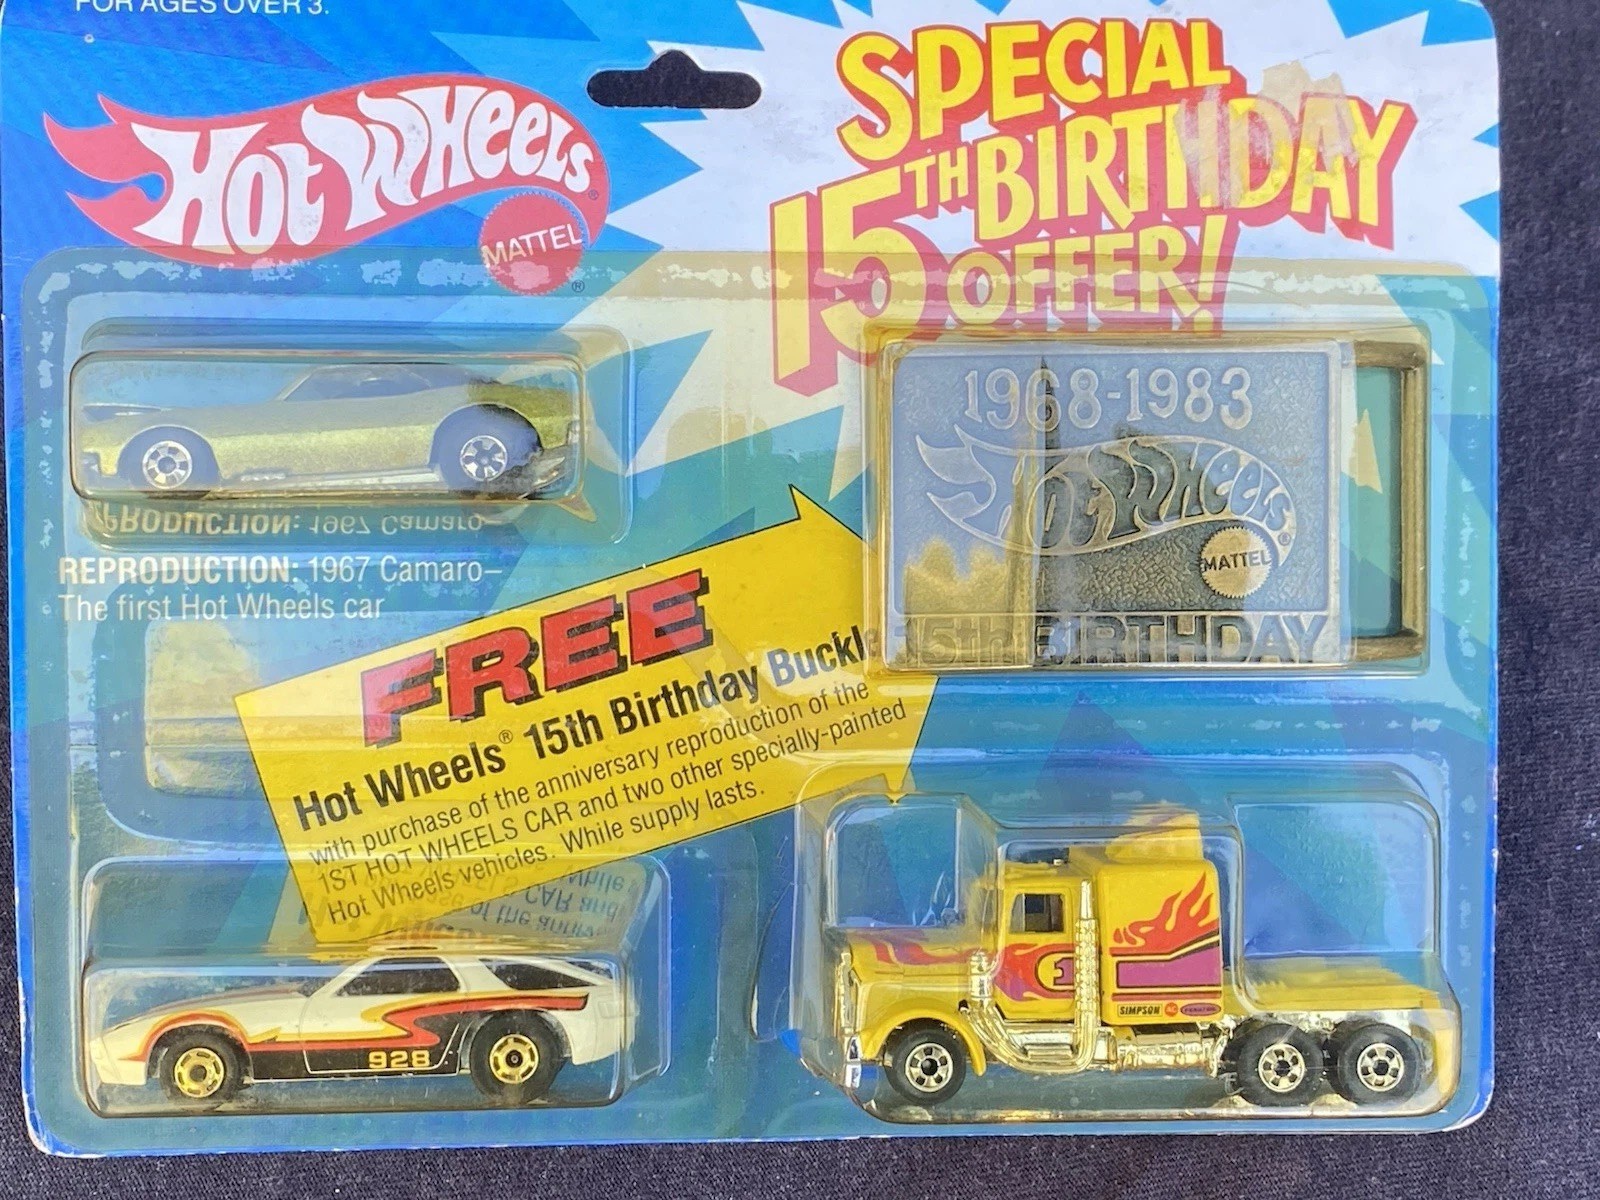 FOR AGES OVER 3.
HOT WHEELS®
MATTEL®
SPECIAL
15TH BIRTHDAY
OFFER!
1968-1983
HOT WHEELS®
MATTEL
15th BIRTHDAY
REPRODUCTION: 1967 Camaro–
REPRODUCTION: 1967 Camaro–
The first Hot Wheels car
FREE
Hot Wheels® 15th Birthday Buckle
with purchase of the anniversary reproduction of the
1ST HOT WHEELS CAR and two other specially-painted
Hot Wheels vehicles. While supply lasts.
928
1
SIMPSON AC